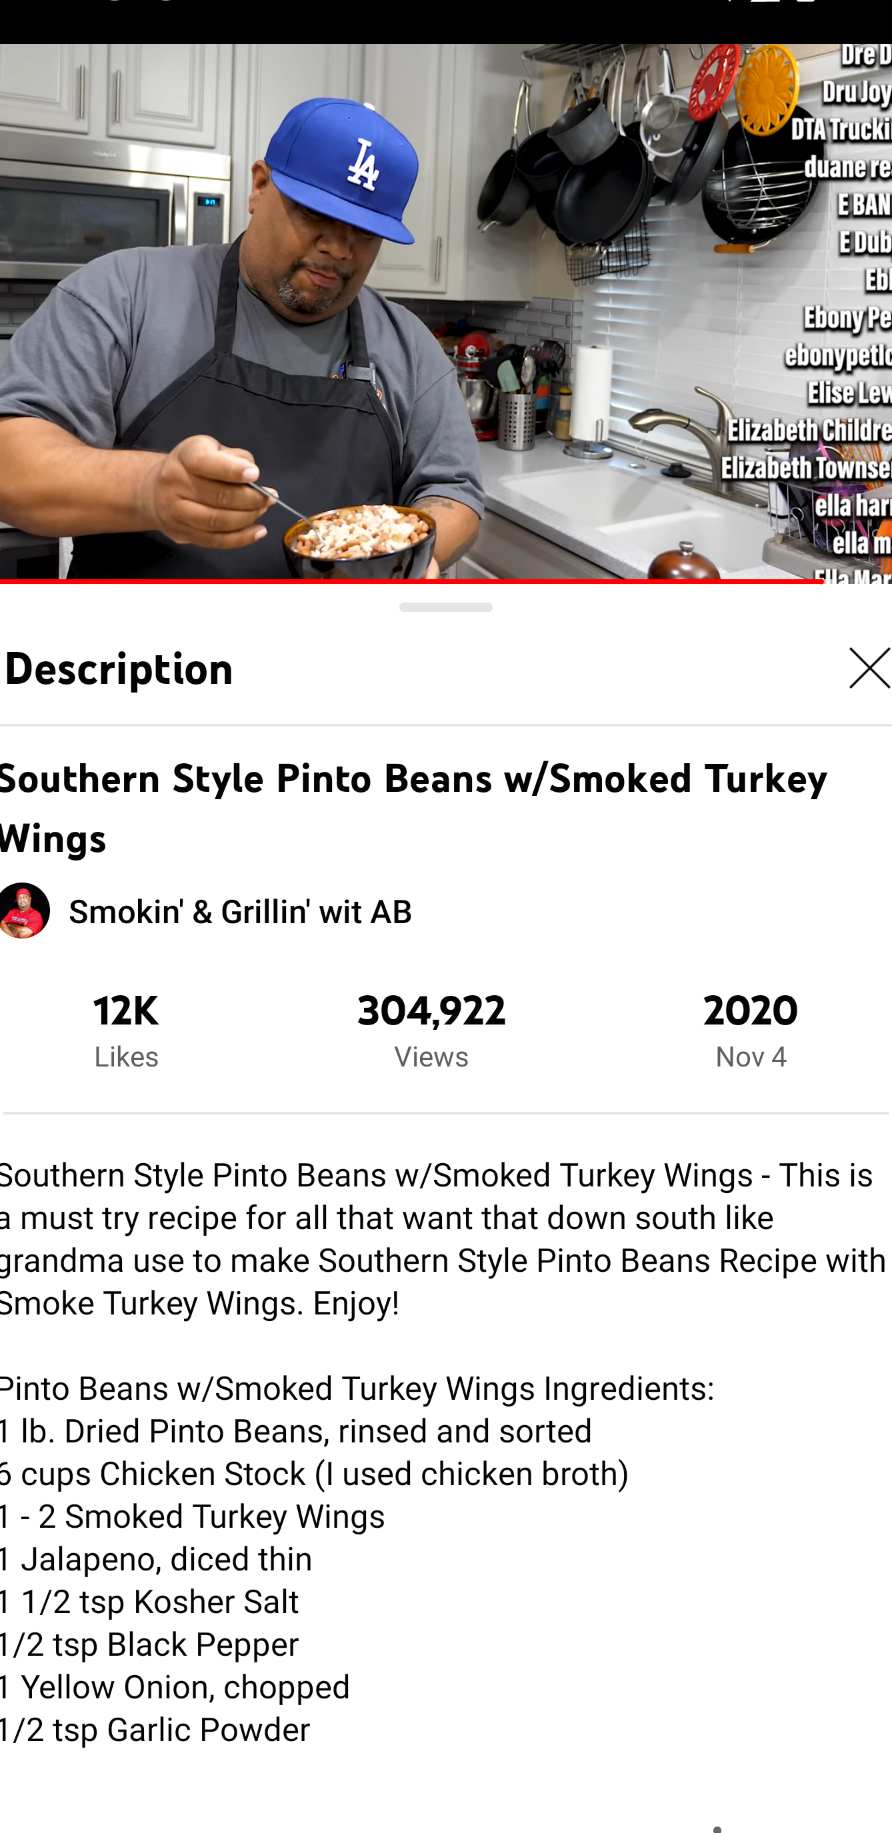 Dre D
Dru Joy
DTA Trucki
duane re
E BAN
E Dub
Ebl
Ebony Pe
ebonypetlo
Elise Lew
Elizabeth Childre
Elizabeth Townse
ella har
ella m
Ella Mar
LA
Description
Southern Style Pinto Beans w/Smoked Turkey
Wings
Smokin' & Grillin' wit AB
12K 304,922 2020
Likes Views Nov 4
Southern Style Pinto Beans w/Smoked Turkey Wings - This is
a must try recipe for all that want that down south like
grandma use to make Southern Style Pinto Beans Recipe with
Smoke Turkey Wings. Enjoy!
Pinto Beans w/Smoked Turkey Wings Ingredients:
1 lb. Dried Pinto Beans, rinsed and sorted
6 cups Chicken Stock (I used chicken broth)
1 - 2 Smoked Turkey Wings
1 Jalapeno, diced thin
1 1/2 tsp Kosher Salt
1/2 tsp Black Pepper
1 Yellow Onion, chopped
1/2 tsp Garlic Powder